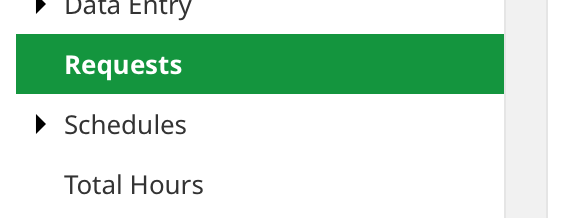 Data Entry
Requests
Schedules
Total Hours